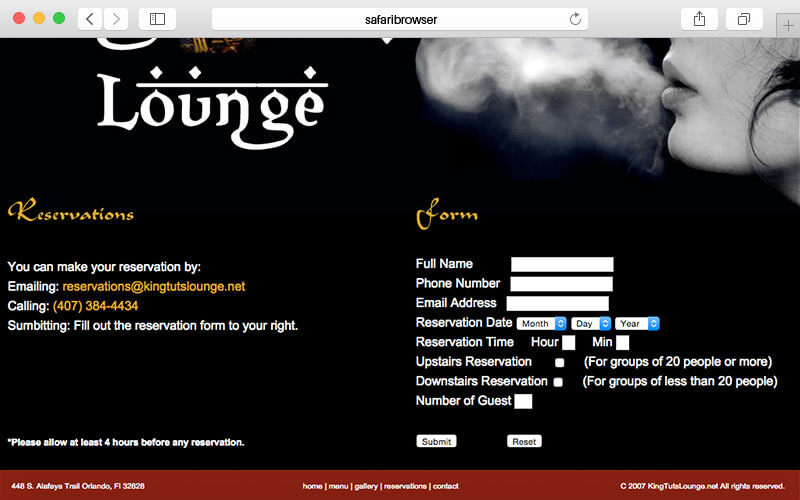 safaribrowser
Lounge
Reservations
You can make your reservation by:
Emailing: reservations@kingtutslounge.net
Calling: (407) 384-4434
Sumbitting: Fill out the reservation form to your right.
*Please allow at least 4 hours before any reservation.
Form
Full Name
Phone Number
Email Address
Reservation Date Month Day Year
Reservation Time Hour Min
Upstairs Reservation (For groups of 20 people or more)
Downstairs Reservation (For groups of less than 20 people)
Number of Guest
Submit Reset
448 S. Alafaya Trail Orlando, Fl 32828
home | menu | gallery | reservations | contact
© 2007 KingTutsLounge.net All rights reserved.